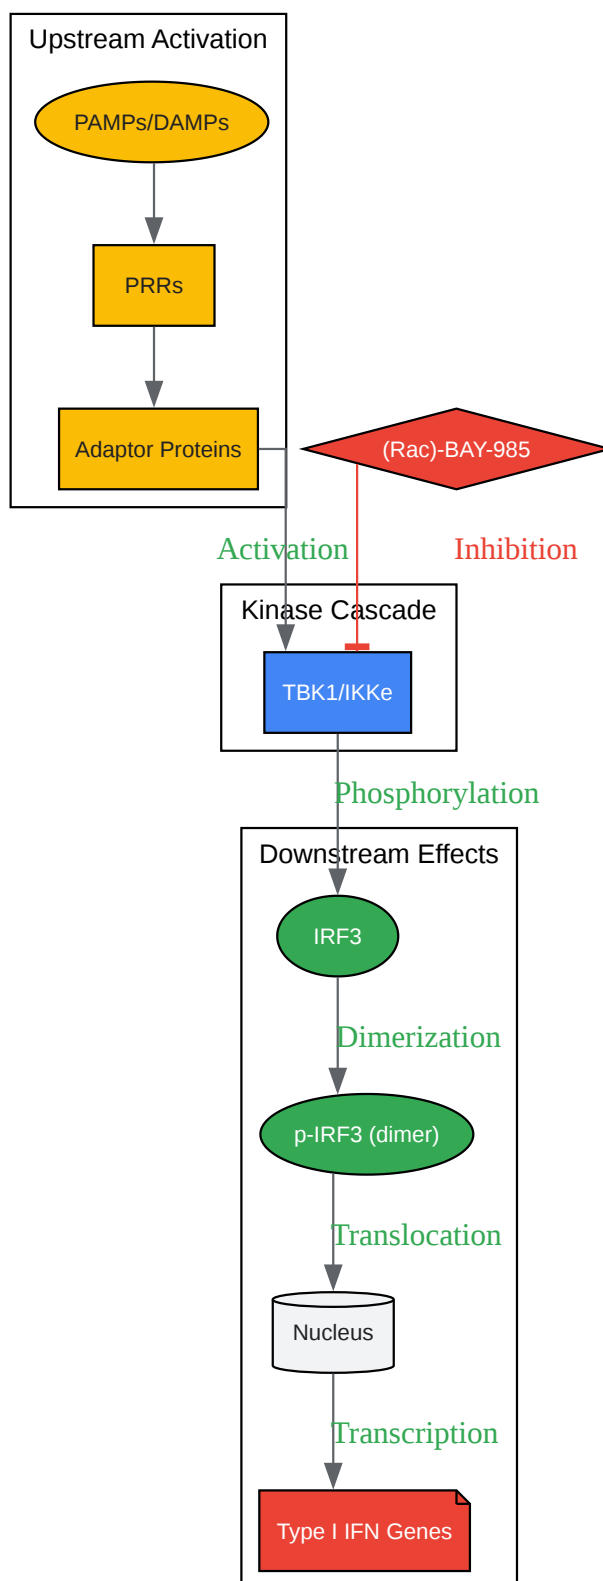 Upstream Activation
PAMPs/DAMPs
PRRs
Adaptor Proteins
(Rac)-BAY-985
Activation
Inhibition
Kinase Cascade
TBK1/IKKe
Phosphorylation
Downstream Effects
IRF3
Dimerization
p-IRF3 (dimer)
Translocation
Nucleus
Transcription
Type I IFN Genes